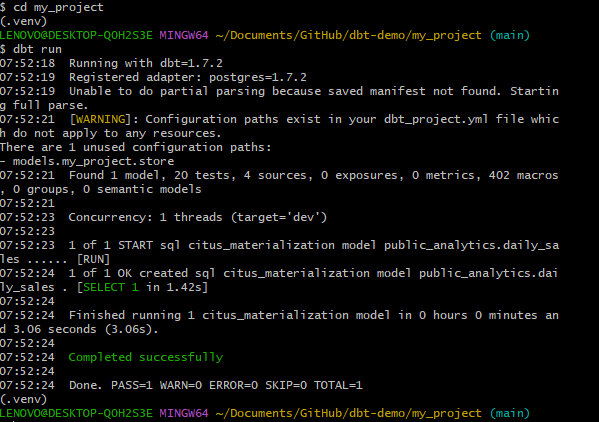 $ cd my_project
(.venv)
LENOVO@DESKTOP-QOH2S3E MINGW64 ~/Documents/GitHub/dbt-demo/my_project (main)
$ dbt run
07:52:18  Running with dbt=1.7.2
07:52:19  Registered adapter: postgres=1.7.2
07:52:19  Unable to do partial parsing because saved manifest not found. Startin
g full parse.
07:52:21  [WARNING]: Configuration paths exist in your dbt_project.yml file whic
h do not apply to any resources.
There are 1 unused configuration paths:
- models.my_project.store
07:52:21  Found 1 model, 20 tests, 4 sources, 0 exposures, 0 metrics, 402 macros
, 0 groups, 0 semantic models
07:52:21
07:52:23  Concurrency: 1 threads (target='dev')
07:52:23
07:52:23  1 of 1 START sql citus_materialization model public_analytics.daily_sa
les ...... [RUN]
07:52:24  1 of 1 OK created sql citus_materialization model public_analytics.dai
ly_sales . [SELECT 1 in 1.42s]
07:52:24
07:52:24  Finished running 1 citus_materialization model in 0 hours 0 minutes an
d 3.06 seconds (3.06s).
07:52:24
07:52:24  Completed successfully
07:52:24
07:52:24  Done. PASS=1 WARN=0 ERROR=0 SKIP=0 TOTAL=1
(.venv)
LENOVO@DESKTOP-QOH2S3E MINGW64 ~/Documents/GitHub/dbt-demo/my_project (main)